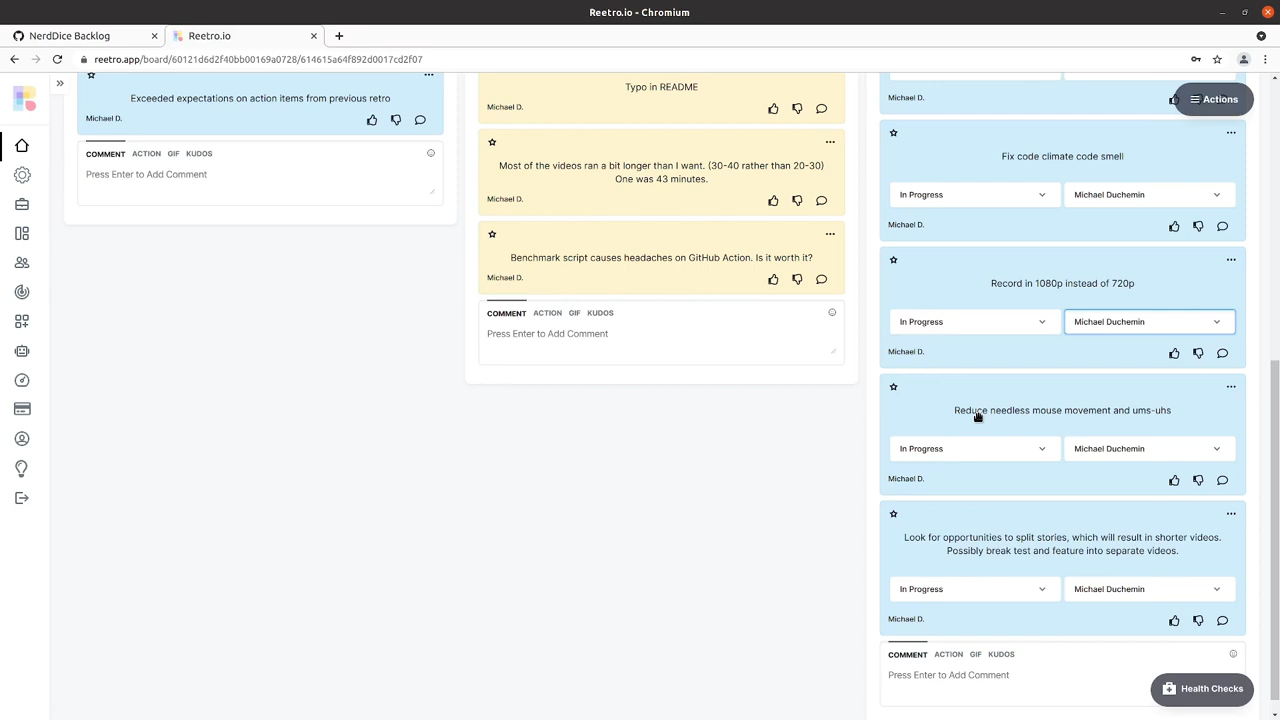 Reetro.io - Chromium
NerdDice Backlog
Reetro.io
reetro.app/board/60121d6d2f40bb00169a0728/614615a64f892d0017cd2f07
Exceeded expectations on action items from previous retro
Michael D.
COMMENT ACTION GIF KUDOS
Press Enter to Add Comment
Typo in README
Michael D.
Most of the videos ran a bit longer than I want. (30-40 rather than 20-30)
One was 43 minutes.
Michael D.
Benchmark script causes headaches on GitHub Action. Is it worth it?
Michael D.
COMMENT ACTION GIF KUDOS
Press Enter to Add Comment
Michael D.
Actions
Fix code climate code smell
In Progress Michael Duchemin
Michael D.
Record in 1080p instead of 720p
In Progress Michael Duchemin
Michael D.
Reduce needless mouse movement and ums-uhs
In Progress Michael Duchemin
Michael D.
Look for opportunities to split stories, which will result in shorter videos.
Possibly break test and feature into separate videos.
In Progress Michael Duchemin
Michael D.
COMMENT ACTION GIF KUDOS
Press Enter to Add Comment
Health Checks